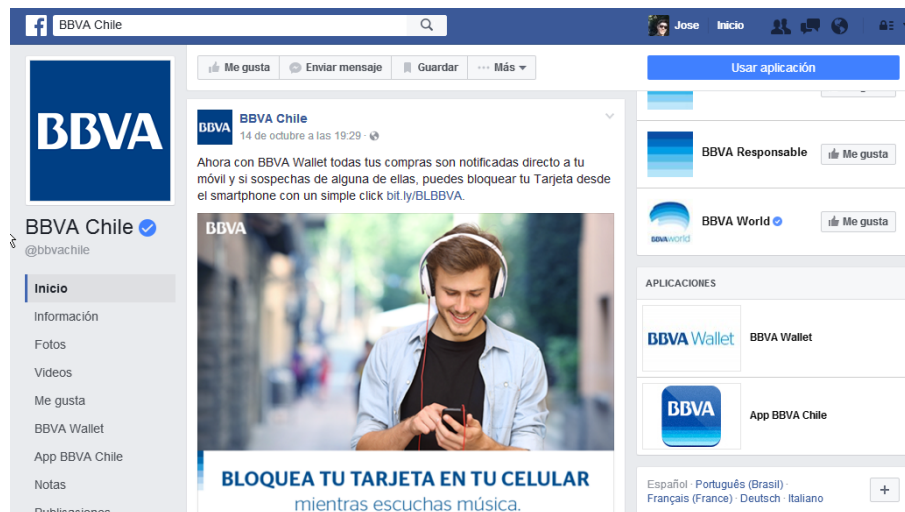 BBVA Chile
Jose Inicio
BBVA
BBVA Chile
@bbvachile
Inicio
Información
Fotos
Videos
Me gusta
BBVA Wallet
App BBVA Chile
Notas
Publicaciones
Me gusta Enviar mensaje Guardar ··· Más
BBVA
BBVA Chile
14 de octubre a las 19:29 ·
Ahora con BBVA Wallet todas tus compras son notificadas directo a tu
móvil y si sospechas de alguna de ellas, puedes bloquear tu Tarjeta desde
el smartphone con un simple click bit.ly/BLBBVA.
BBVA
BLOQUEA TU TARJETA EN TU CELULAR
mientras escuchas música.
Usar aplicación
BBVA Responsable Me gusta
BBVAworld
BBVA World Me gusta
APLICACIONES
BBVA Wallet BBVA Wallet
BBVA App BBVA Chile
Español · Português (Brasil) ·
Français (France) · Deutsch · Italiano
+